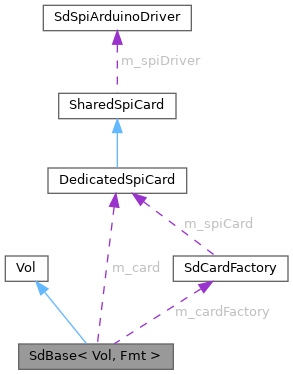 SdSpiArduinoDriver
m_spiDriver
SharedSpiCard
DedicatedSpiCard
m_spiCard
Vol
m_card
SdCardFactory
m_cardFactory
SdBase< Vol, Fmt >